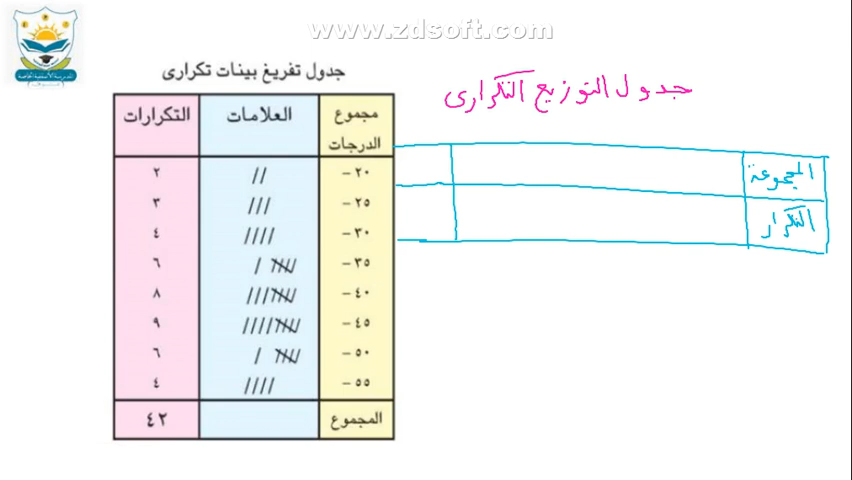 www.zdsoft.com
جدول تفريغ بينات تكرارى
مجموع الدرجات العلامات التكرارات
٢٠ – // ٢
٢٥ – /// ٣
٣٠ – //// ٤
٣٥ – / ٦
٤٠ – /// ٨
٤٥ – //// ٩
٥٠ – / ٦
٥٥ – //// ٤
المجموع ٤٢
جدول التوزيع التكرارى
المجموعة
التكرار